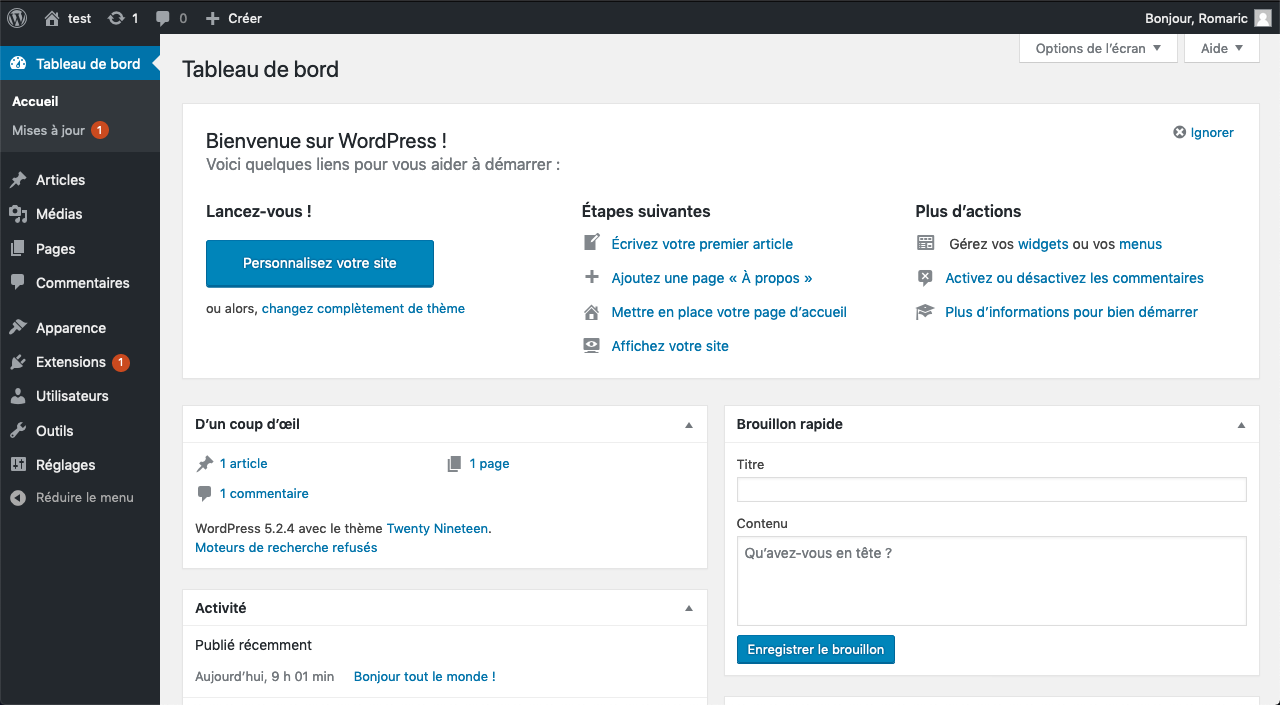 test 1 0 Créer
Bonjour, Romaric
Tableau de bord
Accueil
Mises à jour 1
Articles
Médias
Pages
Commentaires
Apparence
Extensions 1
Utilisateurs
Outils
Réglages
Réduire le menu
Options de l’écran
Aide
Tableau de bord
Bienvenue sur WordPress !
Voici quelques liens pour vous aider à démarrer :
Ignorer
Lancez-vous !
Personnalisez votre site
ou alors, changez complètement de thème
Étapes suivantes
Écrivez votre premier article
Ajoutez une page « À propos »
Mettre en place votre page d’accueil
Affichez votre site
Plus d’actions
Gérez vos widgets ou vos menus
Activez ou désactivez les commentaires
Plus d’informations pour bien démarrer
D’un coup d’œil
1 article
1 page
1 commentaire
WordPress 5.2.4 avec le thème Twenty Nineteen.
Moteurs de recherche refusés
Activité
Publié récemment
Aujourd’hui, 9 h 01 min Bonjour tout le monde !
Brouillon rapide
Titre
Contenu
Qu’avez-vous en tête ?
Enregistrer le brouillon